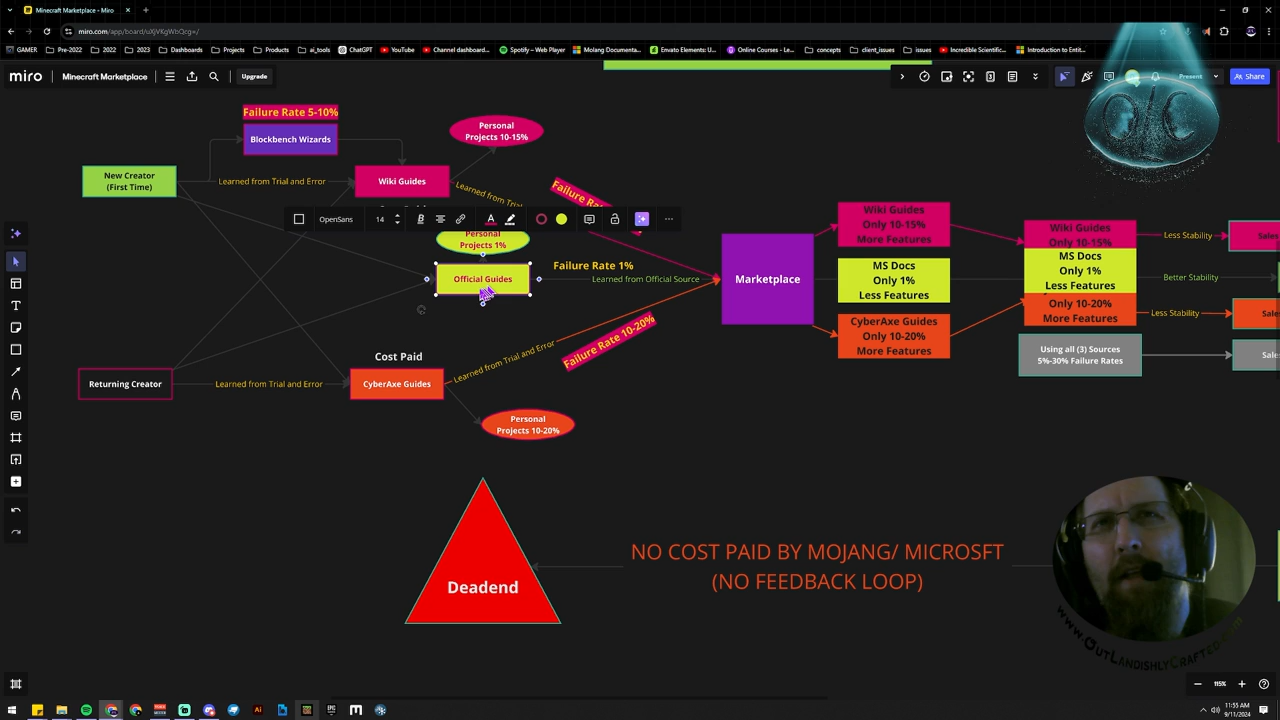 Minecraft Marketplace - Miro
miro.com/app/board/uXjVKgWbQcg=/
GAMER
Pre-2022
2022
2023
Dashboards
Projects
Products
ai_tools
ChatGPT
YouTube
Channel dashboard...
Spotify – Web Player
Molang Documenta...
Envato Elements: U...
Online Courses - Le...
concepts
client_issues
issues
Incredible Scientific...
Introduction to Entit...
miro
Minecraft Marketplace
Upgrade
Present
Share
Failure Rate 5-10%
Blockbench Wizards
Personal
Projects 10-15%
New Creator
(First Time)
Learned from Trial and Error
Wiki Guides
Learned from Tria
Failure Ra
OpenSans
14
Personal
Projects 1%
Official Guides
Failure Rate 1%
Learned from Official Source
Marketplace
Wiki Guides
Only 10-15%
More Features
MS Docs
Only 1%
Less Features
CyberAxe Guides
Only 10-20%
More Features
Wiki Guides
Only 10-15%
MS Docs
Only 1%
Less Features
Only 10-20%
More Features
Less Stability
Sales
Better Stability
Less Stability
Sale
Using all (3) Sources
5%-30% Failure Rates
Sale
Cost Paid
Returning Creator
Learned from Trial and Error
CyberAxe Guides
Learned from Trial and Error
Failure Rate 10-20%
Personal
Projects 10-20%
Deadend
NO COST PAID BY MOJANG/ MICROSFT
(NO FEEDBACK LOOP)
www.OutLandishlyCrafted.com
115%
11:55 AM
9/11/2024